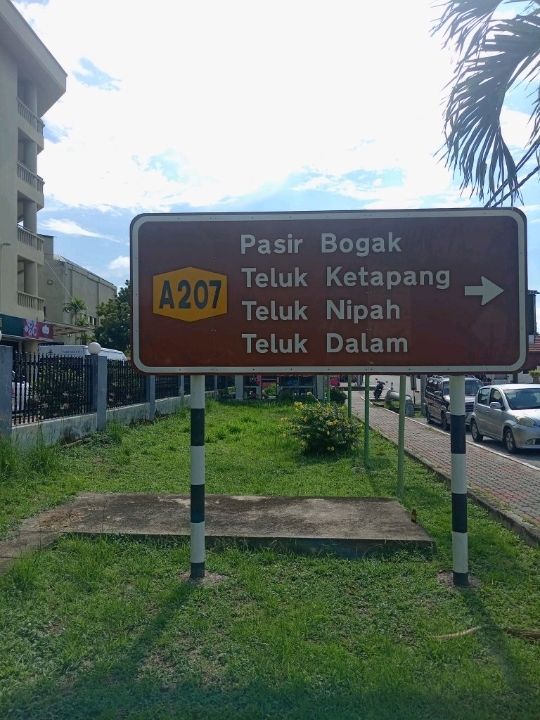 Pasir Bogak
A207
Teluk Ketapang
Teluk Nipah
Teluk Dalam